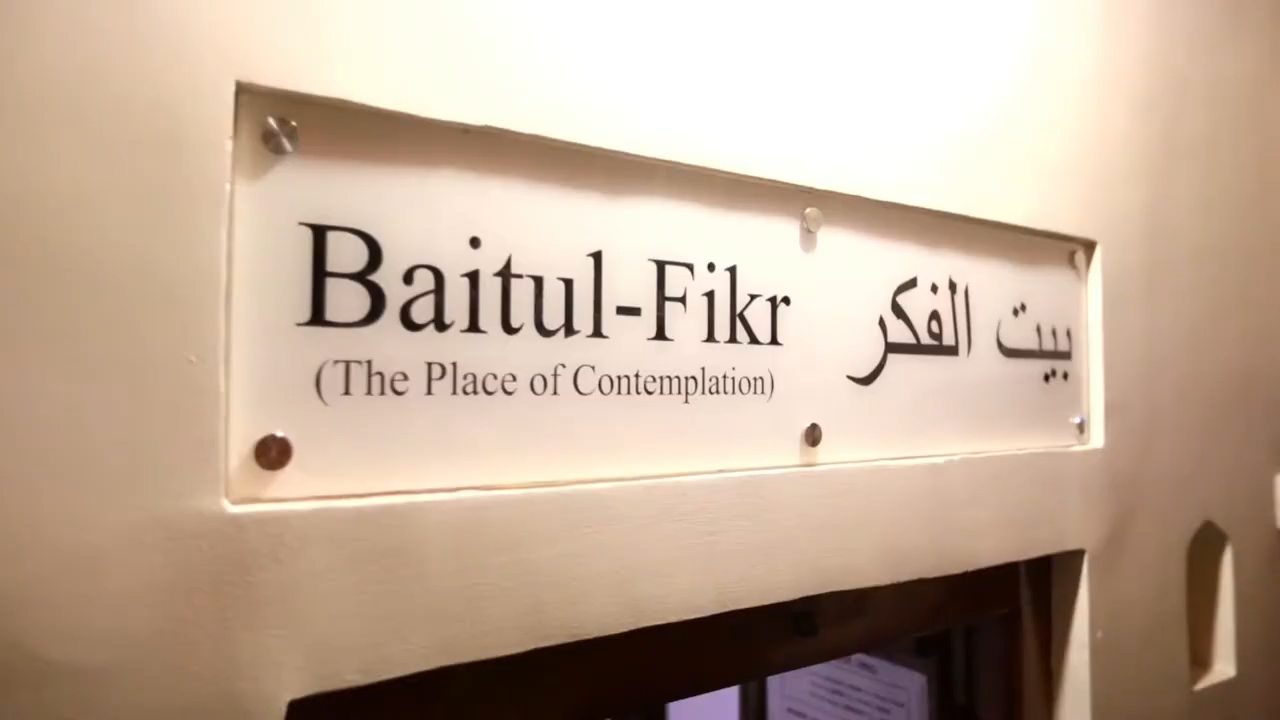 Baitul-Fikr
(The Place of Contemplation)
بيت الفكر